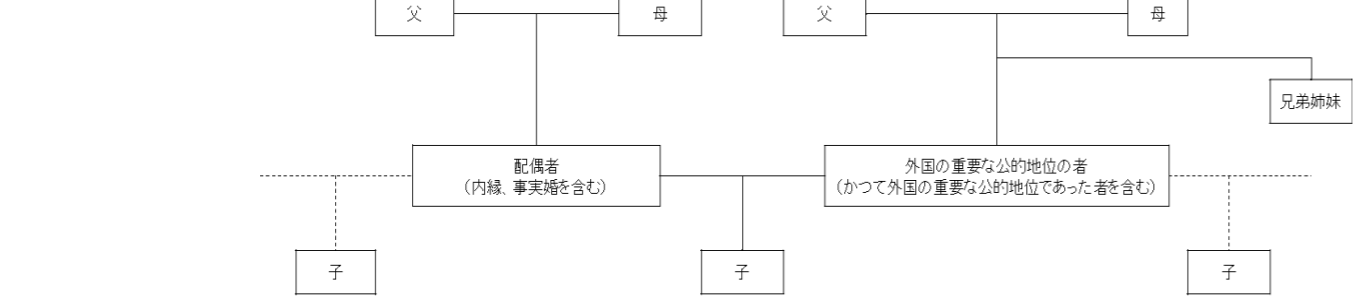 父
母
父
母
兄弟姉妹
配偶者
（内縁、事実婚を含む）
外国の重要な公的地位の者
（かつて外国の重要な公的地位であった者を含む）
子
子
子